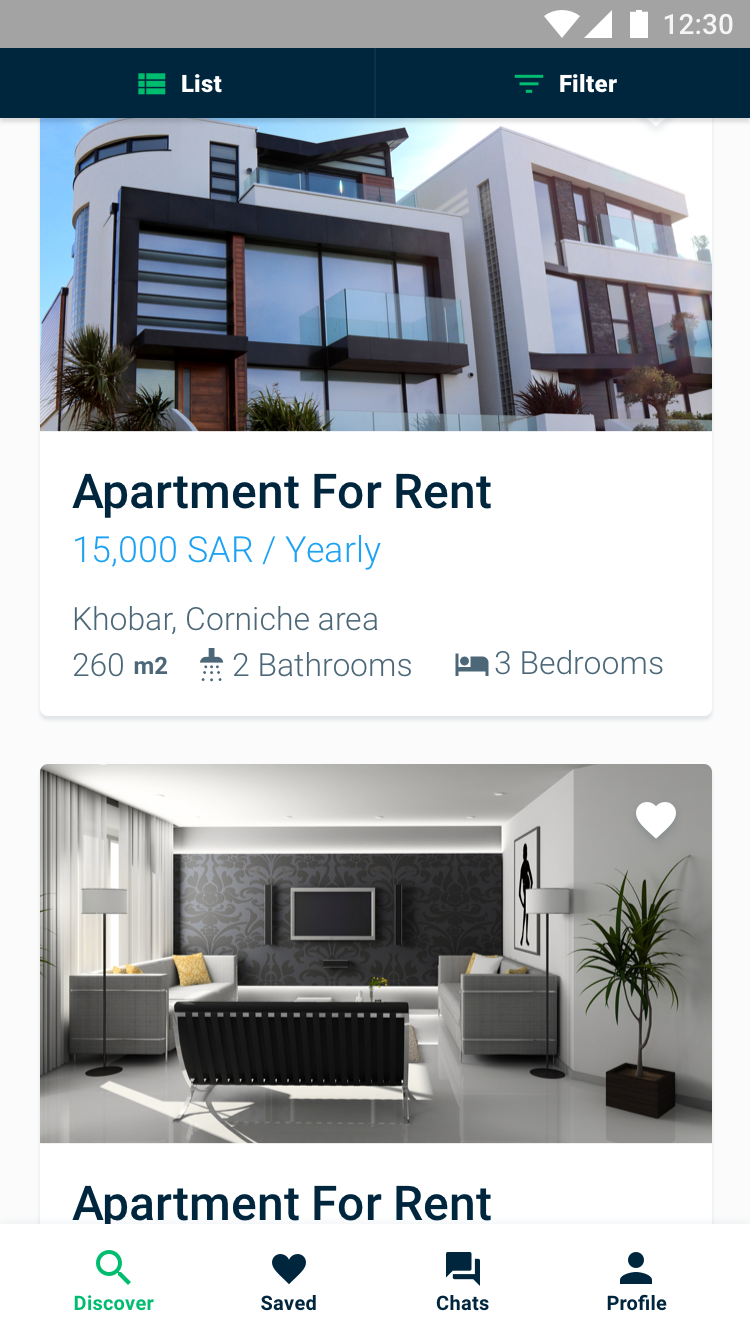 12:30
List
Filter
Apartment For Rent
15,000 SAR / Yearly
Khobar, Corniche area
260 m2 2 Bathrooms 3 Bedrooms
Apartment For Rent
Discover Saved Chats Profile